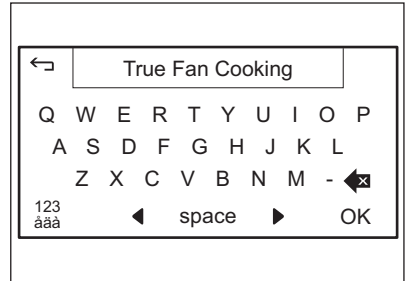 True Fan Cooking
Q W E R T Y U I O P
A S D F G H J K L
Z X C V B N M -
123
åäà
space OK